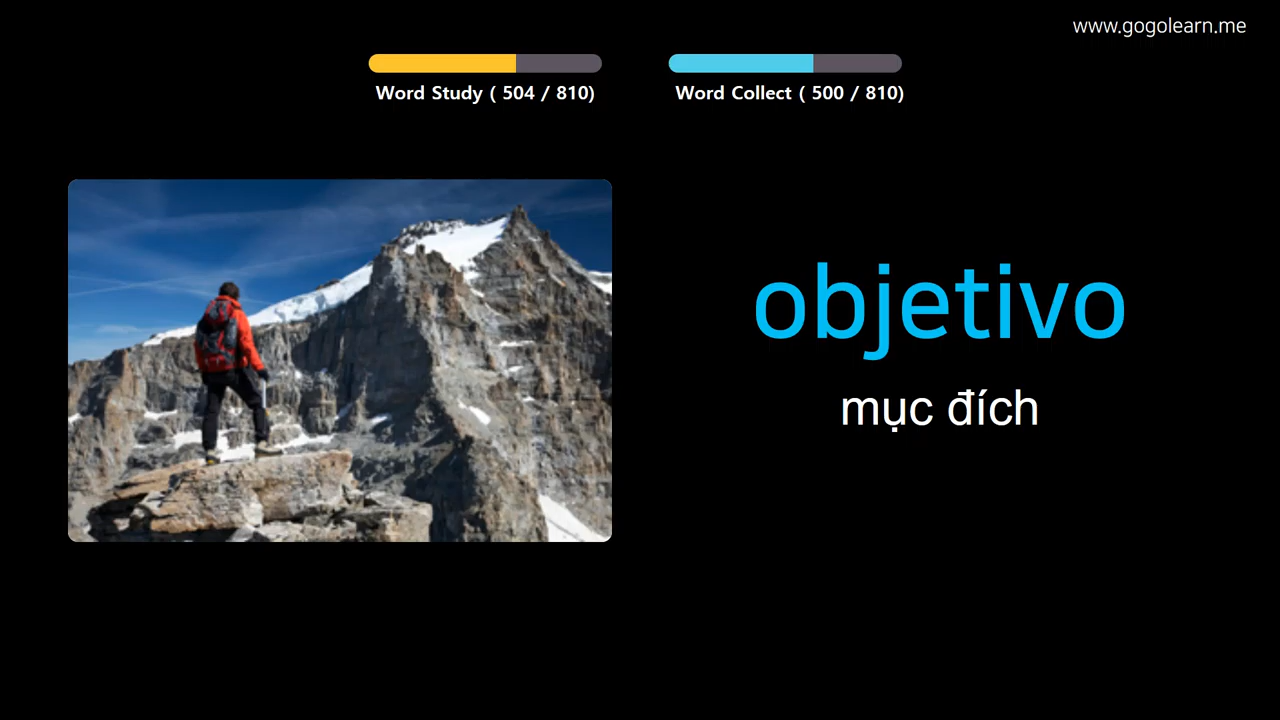 www.gogolearn.me
Word Study ( 504 / 810)
Word Collect ( 500 / 810)
objetivo
mục đích